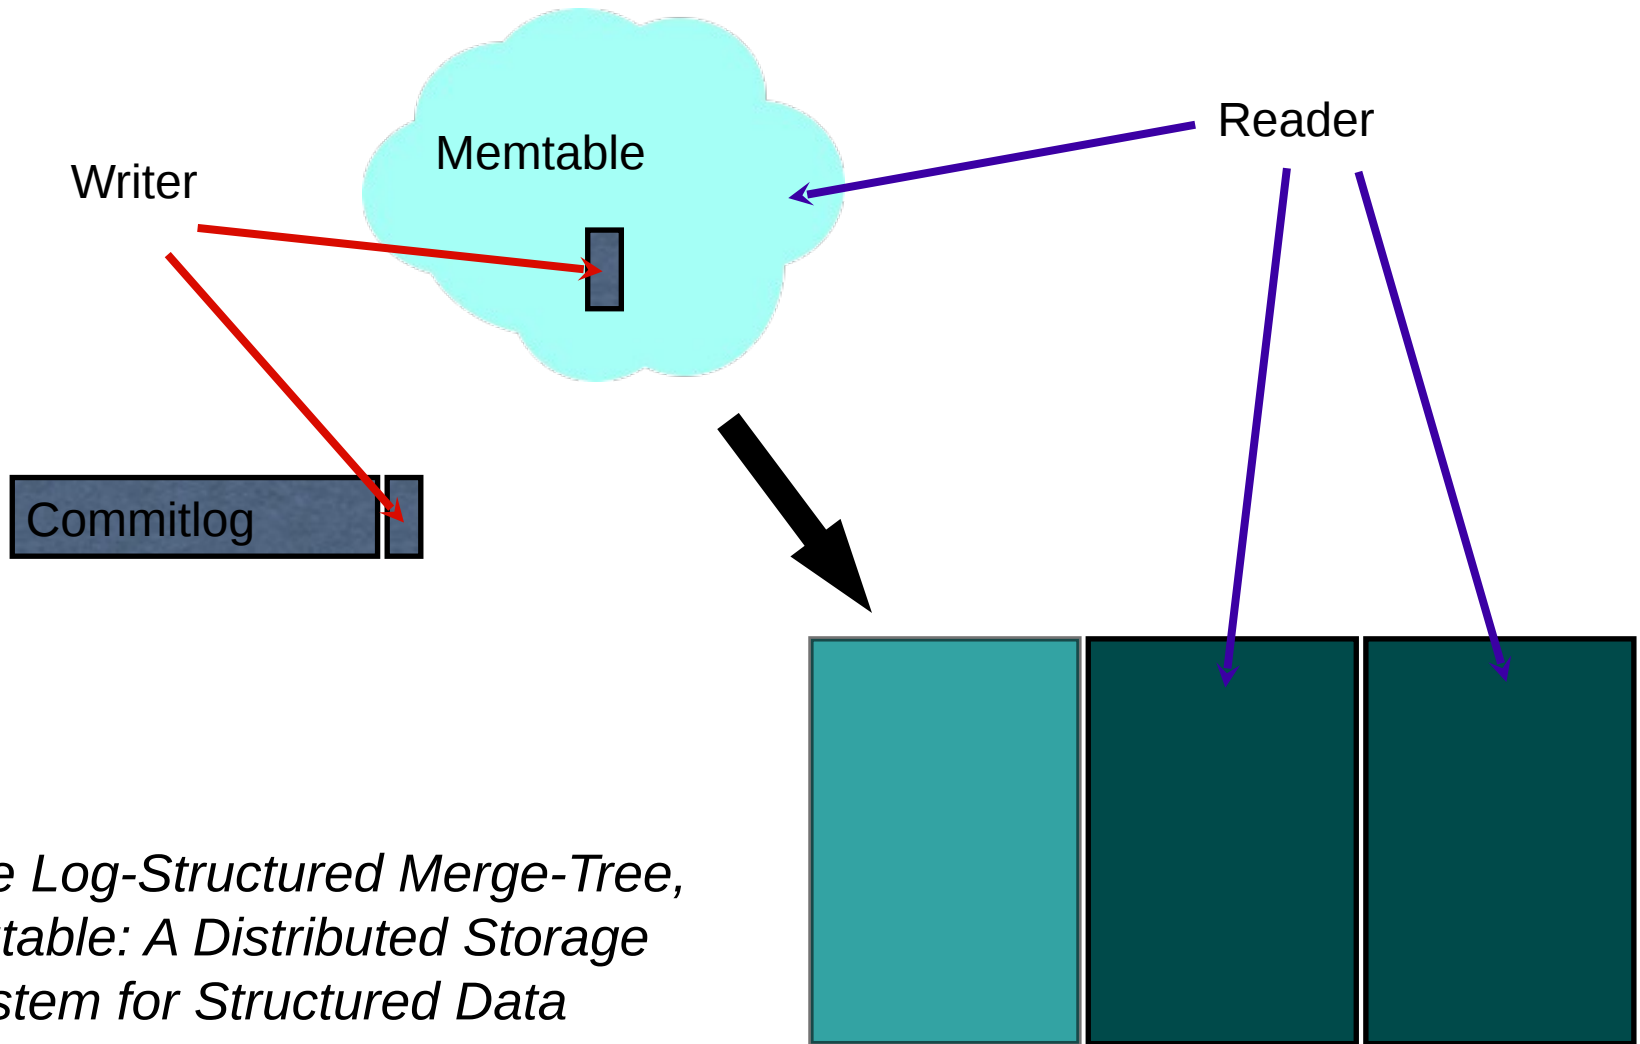 Reader
Memtable
Writer
Commitlog
e Log-Structured Merge-Tree,
table: A Distributed Storage
stem for Structured Data